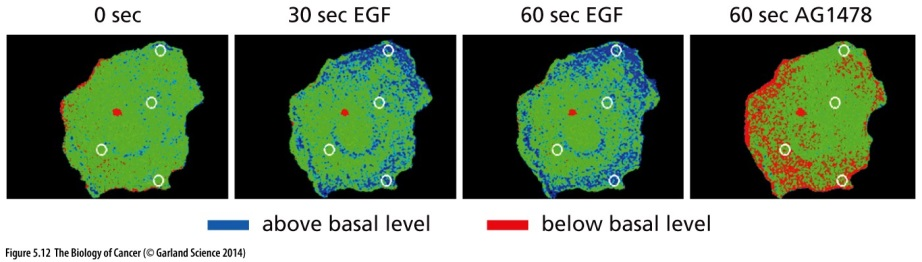 0 sec 30 sec EGF 60 sec EGF 60 sec AG1478
above basal level below basal level
Figure 5.12 The Biology of Cancer (© Garland Science 2014)